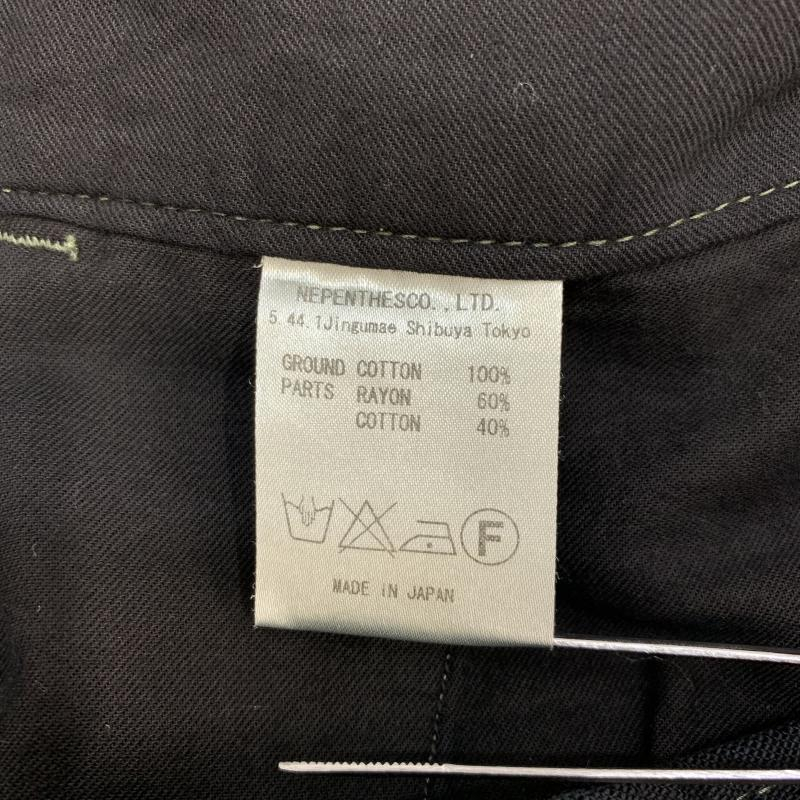 NEPENTHESCO.,LTD.
5.44.1Jingumae Shibuya Tokyo
GROUND COTTON 100%
PARTS RAYON 60%
COTTON 40%
F
MADE IN JAPAN